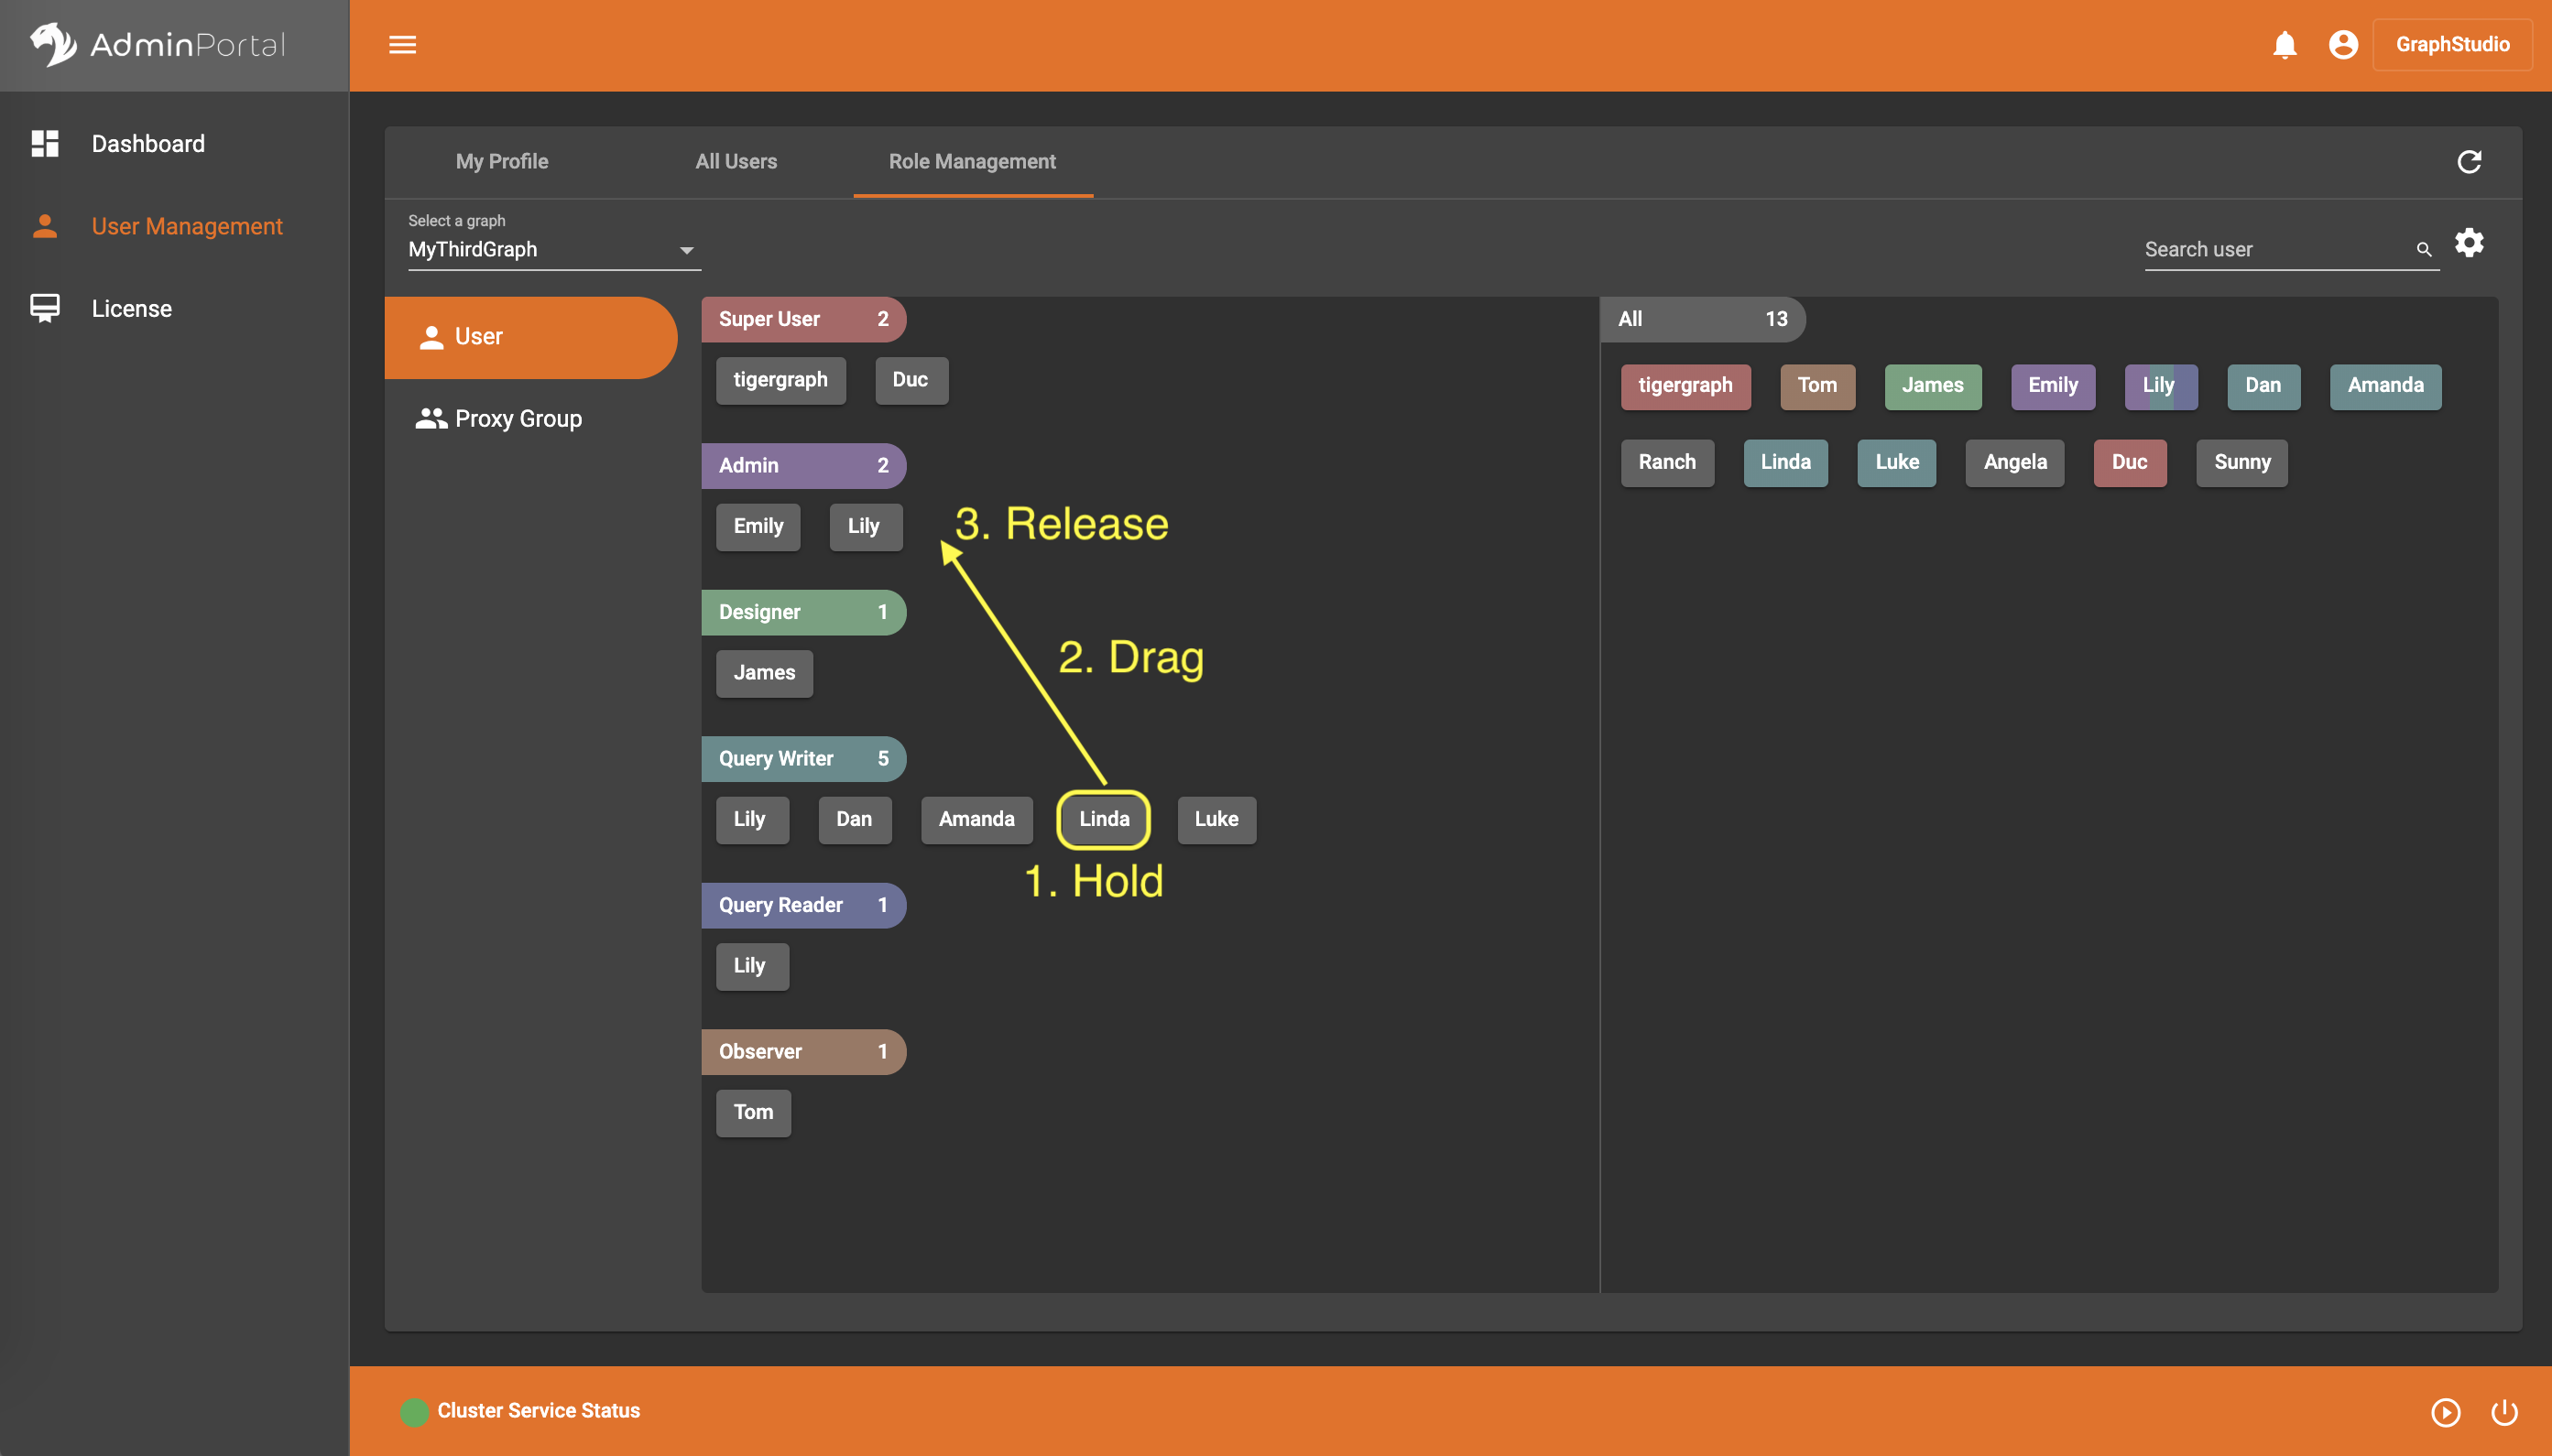 AdminPortal
GraphStudio
Dashboard
User Management
License
My Profile
All Users
Role Management
Select a graph
MyThirdGraph
Search user
User
Proxy Group
Super User 2
tigergraph Duc
Admin 2
Emily Lily
3. Release
Designer 1
James
2. Drag
Query Writer 5
Lily Dan Amanda Linda Luke
1. Hold
Query Reader 1
Lily
Observer 1
Tom
All 13
tigergraph Tom James Emily Lily Dan Amanda
Ranch Linda Luke Angela Duc Sunny
Cluster Service Status